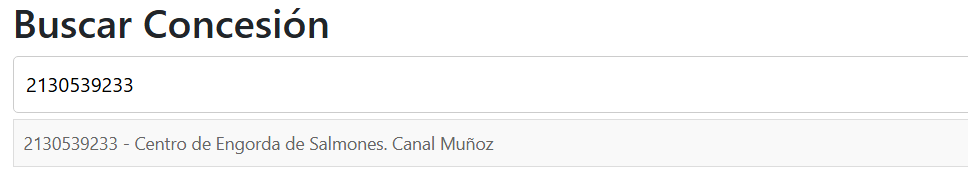 Buscar Concesión
2130539233
2130539233 - Centro de Engorda de Salmones. Canal Muñoz